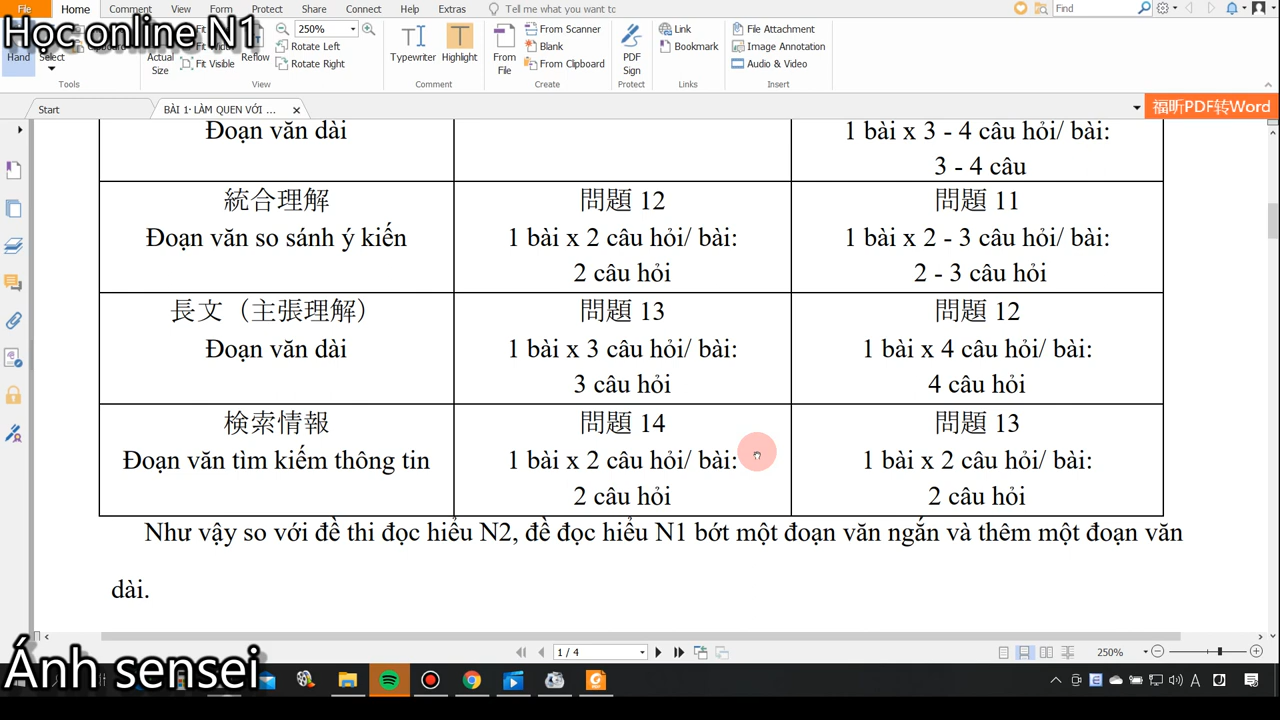 File Home Comment View Form Protect Share Connect Help Extras Tell me what you want tc Find
Học online N1
250%
From Scanner
Link
File Attachment
Rotate Left
Blank
Bookmark
Image Annotation
Hand Select Actual Size Fit Visible Reflow Rotate Right Typewriter Highlight From File From Clipboard PDF Sign Audio & Video
Tools View Comment Create Protect Links Insert
Start BÀI 1· LÀM QUEN VỚI ... 福昕PDF转Word
Đoạn văn dài 1 bài x 3 - 4 câu hỏi/ bài:
3 - 4 câu
統合理解 問題 12 問題 11
Đoạn văn so sánh ý kiến 1 bài x 2 câu hỏi/ bài: 1 bài x 2 - 3 câu hỏi/ bài:
2 câu hỏi 2 - 3 câu hỏi
長文（主張理解） 問題 13 問題 12
Đoạn văn dài 1 bài x 3 câu hỏi/ bài: 1 bài x 4 câu hỏi/ bài:
3 câu hỏi 4 câu hỏi
検索情報 問題 14 問題 13
Đoạn văn tìm kiếm thông tin 1 bài x 2 câu hỏi/ bài: 1 bài x 2 câu hỏi/ bài:
2 câu hỏi 2 câu hỏi
Như vậy so với đề thi đọc hiểu N2, đề đọc hiểu N1 bớt một đoạn văn ngắn và thêm một đoạn văn
dài.
1 / 4 250%
Ánh sensei